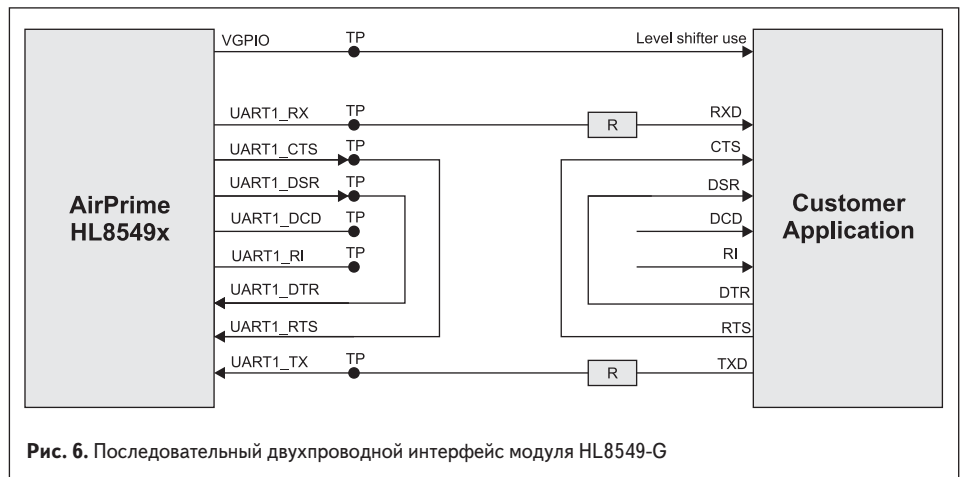 VGPIO TP Level shifter use
UART1_RX TP R RXD
UART1_CTS TP CTS
UART1_DSR TP DSR
AirPrime
HL8549x
UART1_DCD TP DCD
Customer
Application
UART1_RI TP RI
UART1_DTR DTR
UART1_RTS RTS
UART1_TX TP R TXD
Рис. 6. Последовательный двухпроводной интерфейс модуля HL8549-G